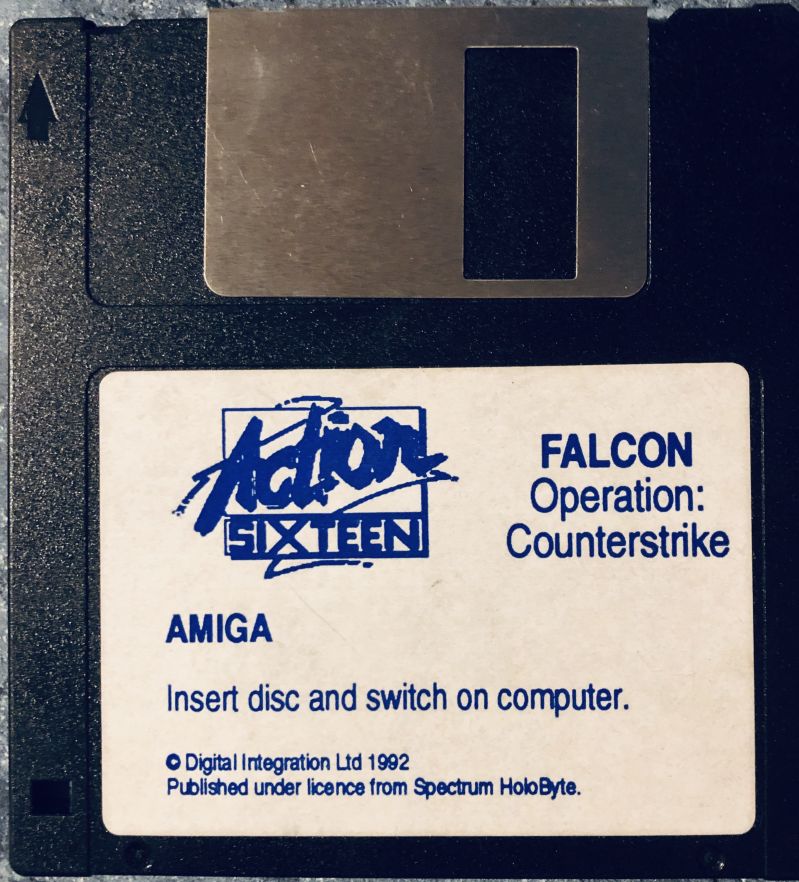 Action
SIXTEEN
FALCON
Operation:
Counterstrike
AMIGA
Insert disc and switch on computer.
© Digital Integration Ltd 1992
Published under licence from Spectrum HoloByte.